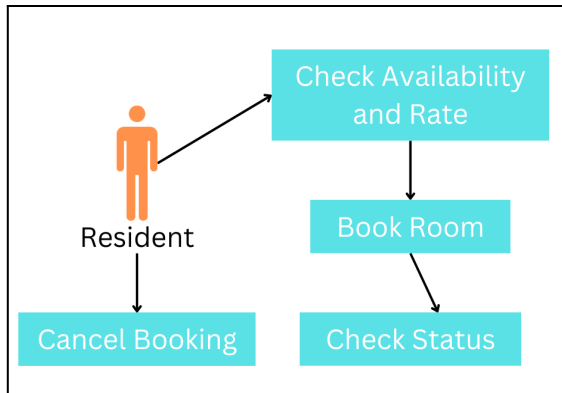 Check Availability
and Rate
Resident
Book Room
Cancel Booking
Check Status